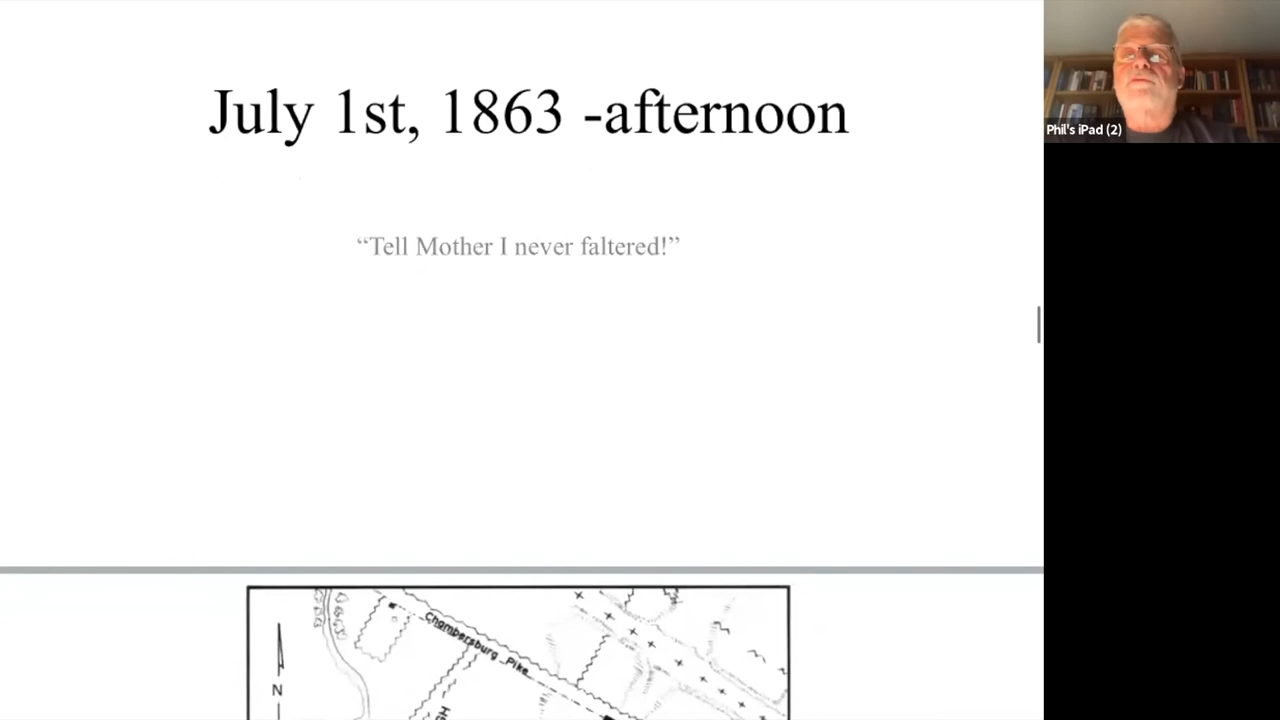 July 1st, 1863 -afternoon
“Tell Mother I never faltered!”
Phil's iPad (2)
Chambersburg Pike
N